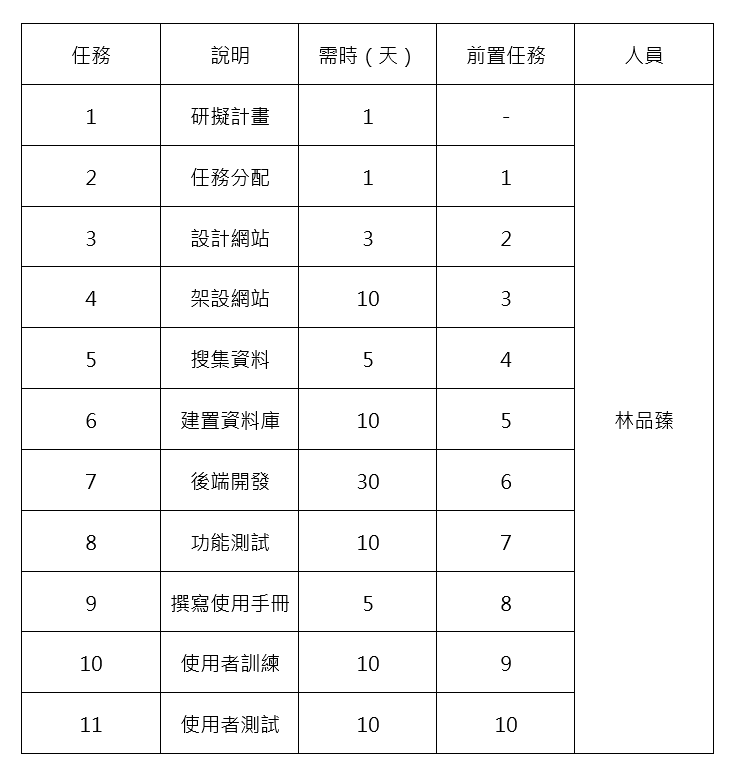 任務 說明 需時（天） 前置任務 人員
1 研擬計畫 1 -
2 任務分配 1 1
3 設計網站 3 2
4 架設網站 10 3
5 搜集資料 5 4
6 建置資料庫 10 5 林品臻
7 後端開發 30 6
8 功能測試 10 7
9 撰寫使用手冊 5 8
10 使用者訓練 10 9
11 使用者測試 10 10